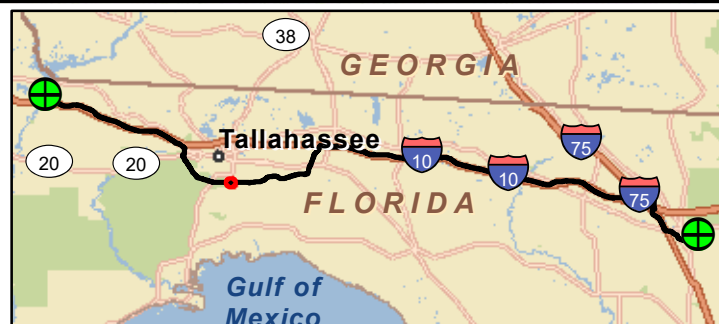 38
GEORGIA
Tallahassee
75
10
20
20
10
FLORIDA
75
Gulf of
Mexico